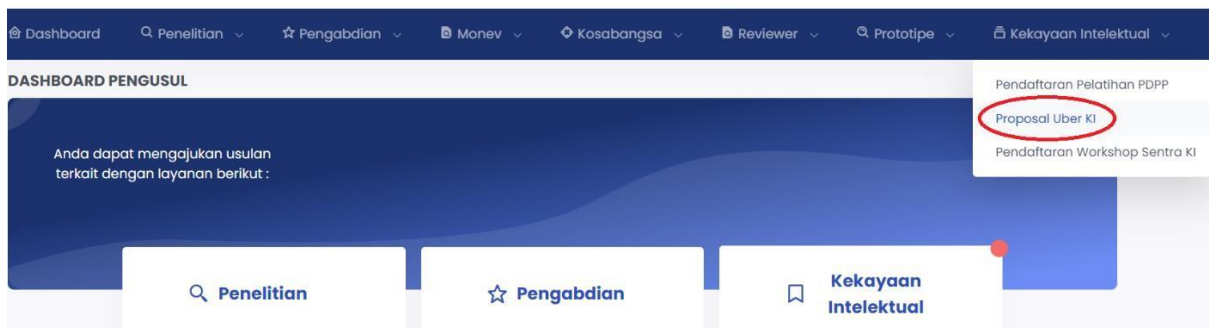 Dashboard Penelitian Pengabdian Monev Kosabangsa Reviewer Prototipe Kekayaan Intelektual
DASHBOARD PENGUSUL
Pendaftaran Pelatihan PDPP
Proposal Uber KI
Pendaftaran Workshop Sentra KI
Anda dapat mengajukan usulan
terkait dengan layanan berikut :
Penelitian
Pengabdian
Kekayaan
Intelektual